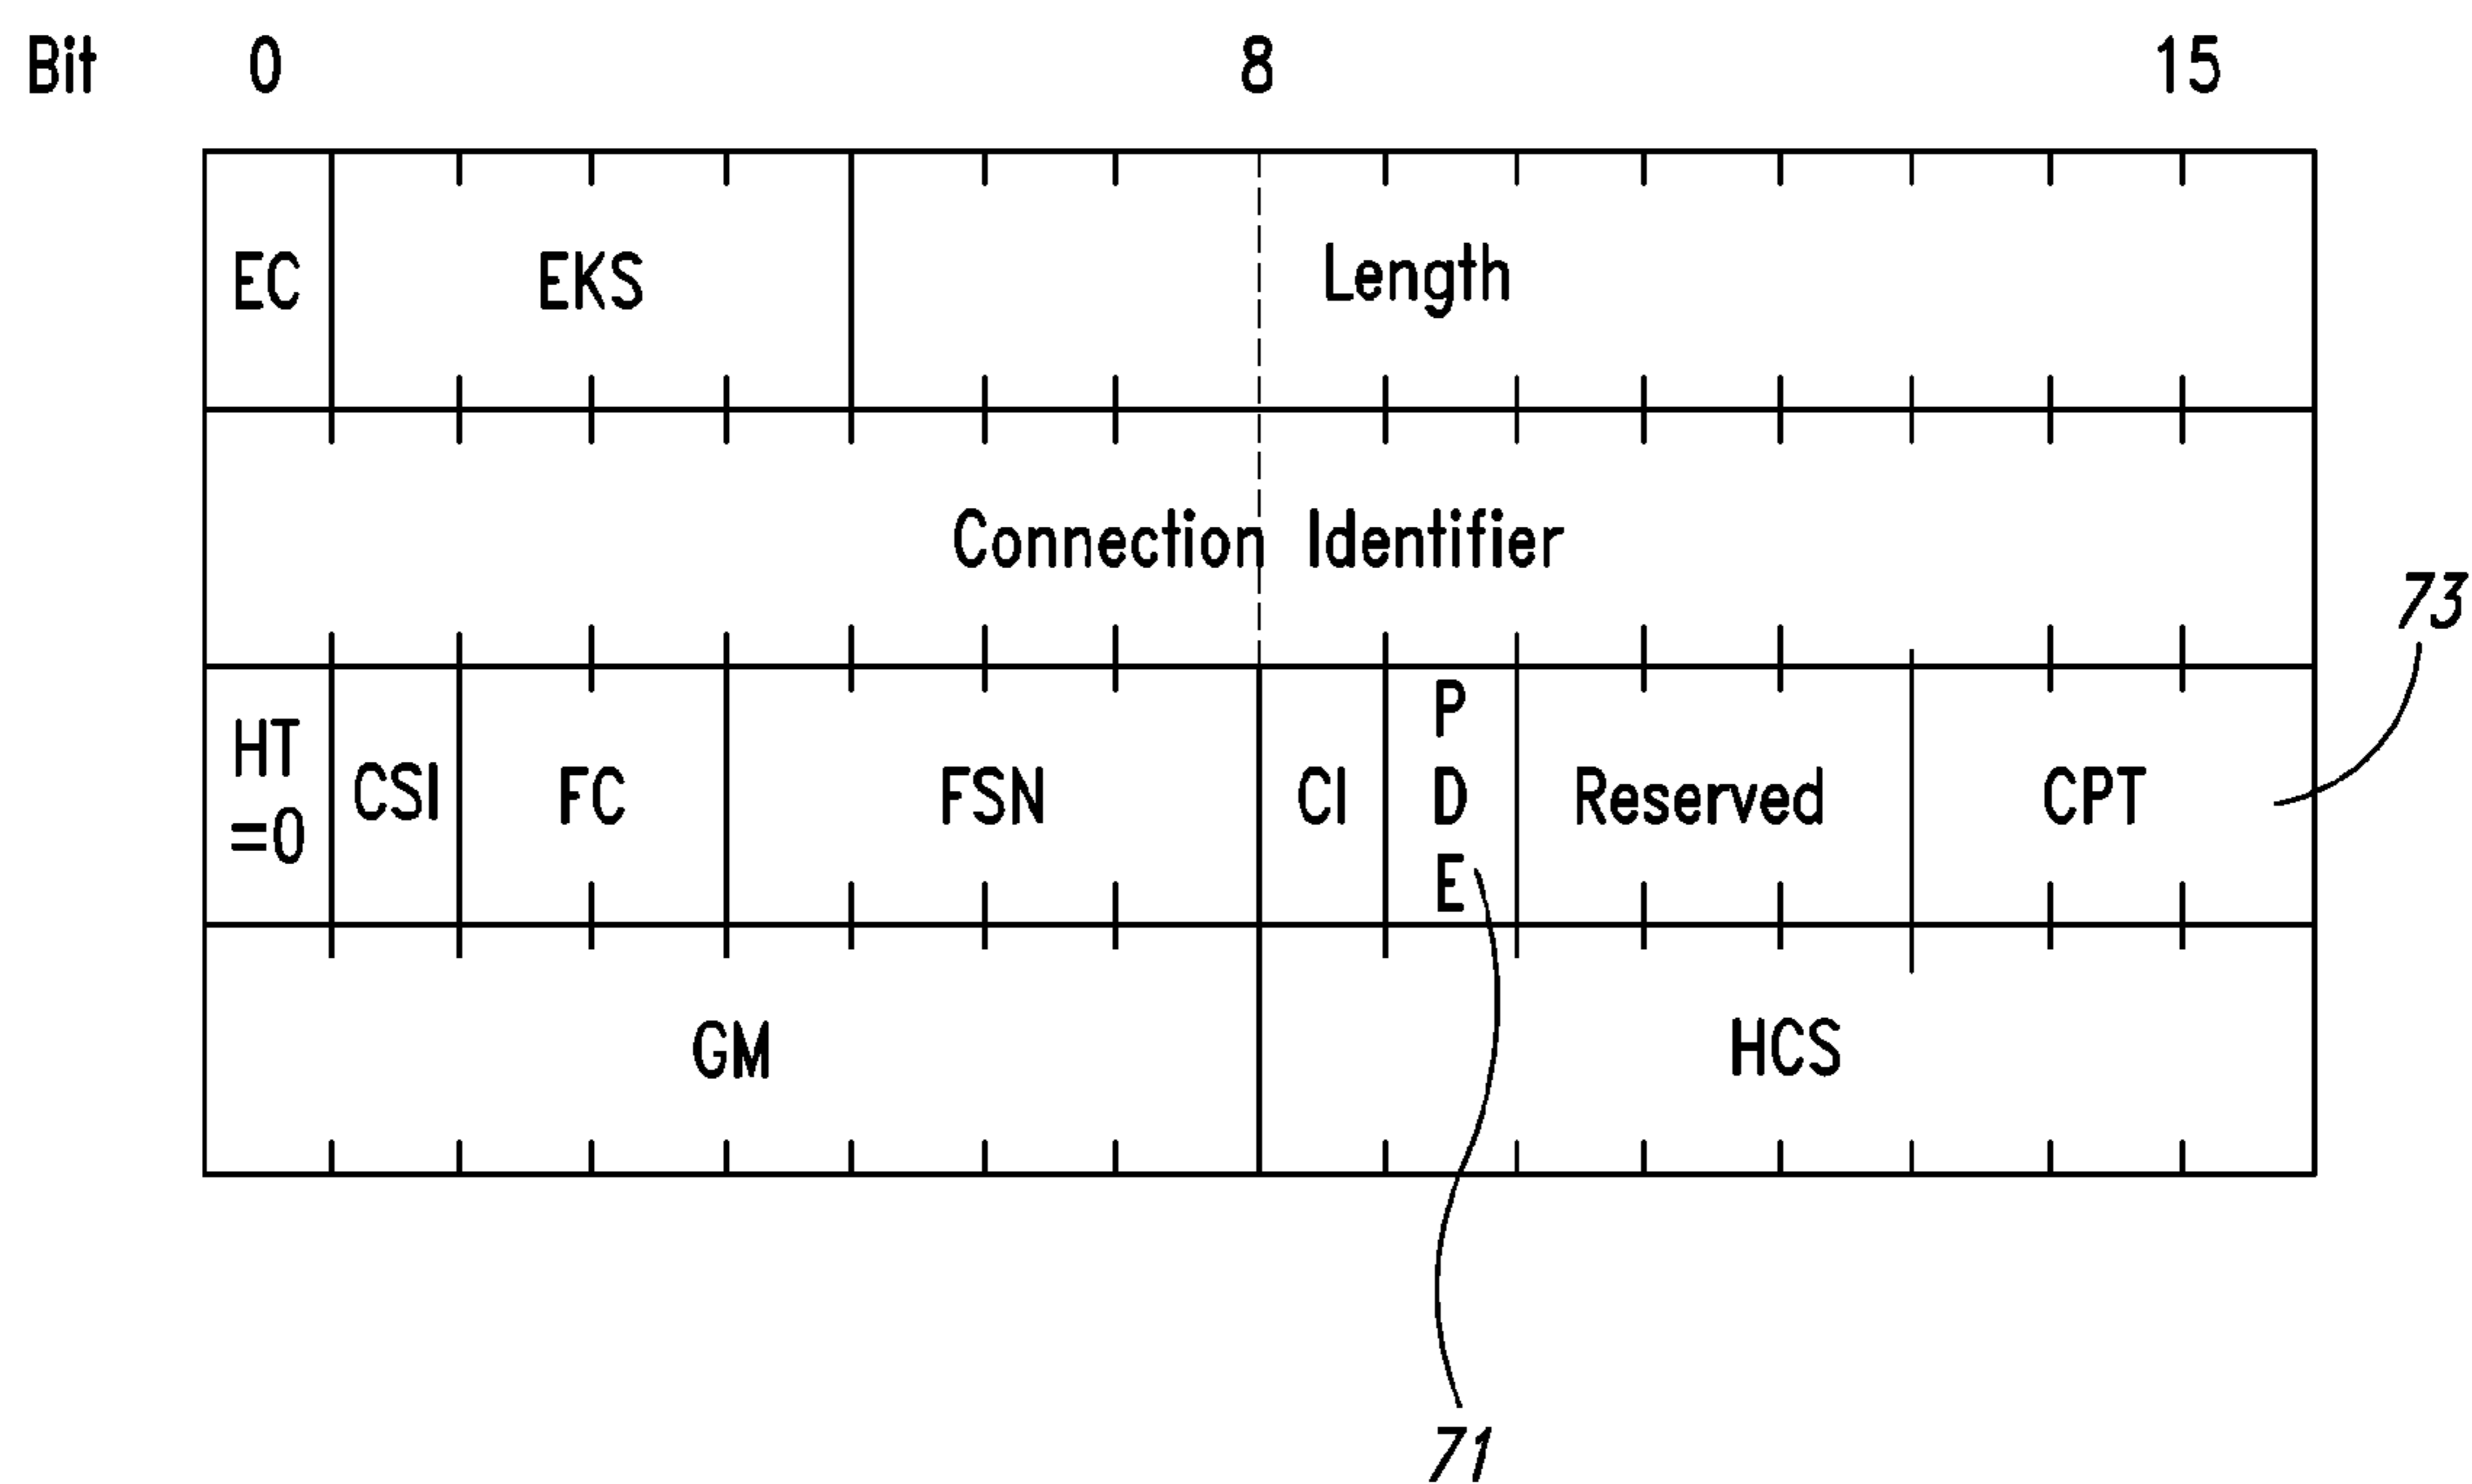 Bit 0 8 15
EC EKS Length
Connection Identifier
73
HT
=0
CSI FC FSN CI
P
D
E
Reserved CPT
GM HCS
71